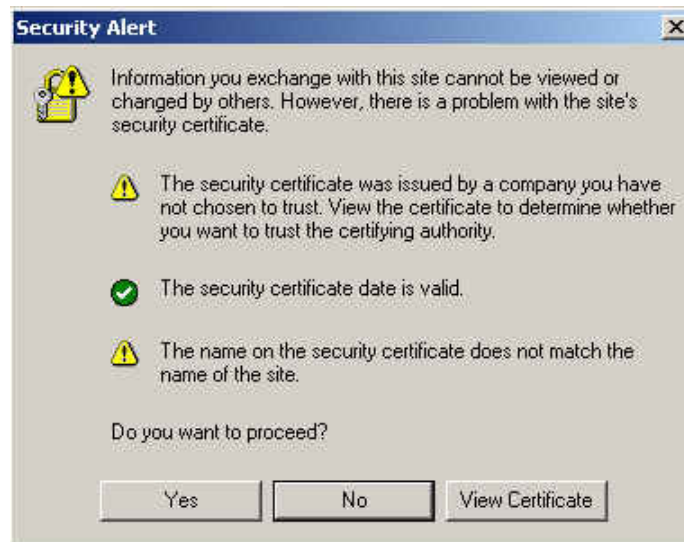 Security Alert
Information you exchange with this site cannot be viewed or
changed by others. However, there is a problem with the site's
security certificate.
The security certificate was issued by a company you have
not chosen to trust. View the certificate to determine whether
you want to trust the certifying authority.
The security certificate date is valid.
The name on the security certificate does not match the
name of the site.
Do you want to proceed?
Yes No View Certificate